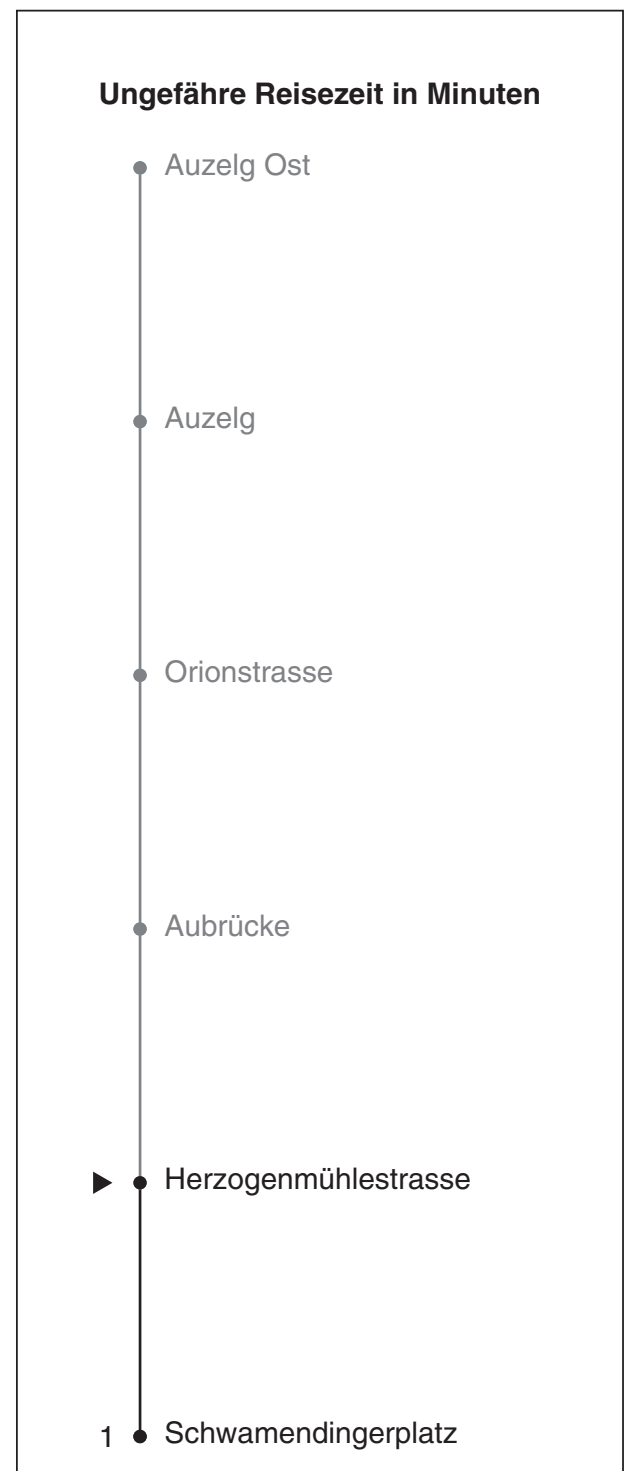 Ungefähre Reisezeit in Minuten
Auzelg Ost
Auzelg
Orionstrasse
Aubrücke
Herzogenmühlestrasse
1 Schwamendingerplatz